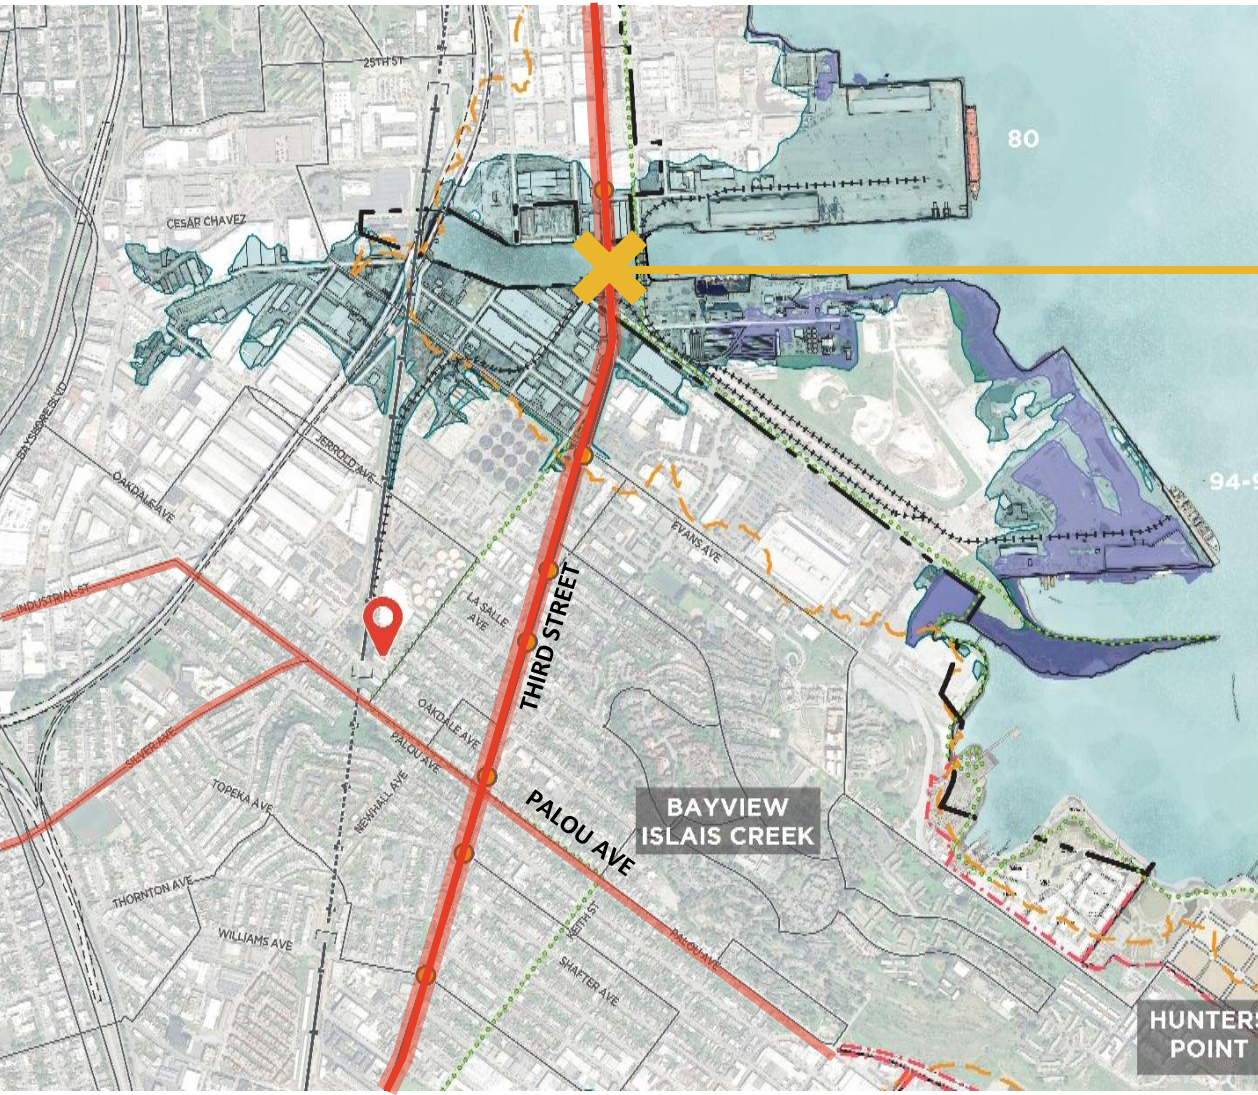 25TH ST
80
CESAR CHAVEZ
BAYSHORE BLVD
JERROLD AVE
OAKDALE AVE
94-9
EVANS AVE
INDUSTRIAL ST
LA SALLE
AVE
THIRD STREET
OAKDALE AVE
PALOU AVE
SILVER AVE
TOPEKA AVE
NEWHALL AVE
PALOU AVE
BAYVIEW
ISLAIS CREEK
THORNTON AVE
KEITH ST
WILLIAMS AVE
PALOU AVE
SHAFTER AVE
HUNTERS
POINT